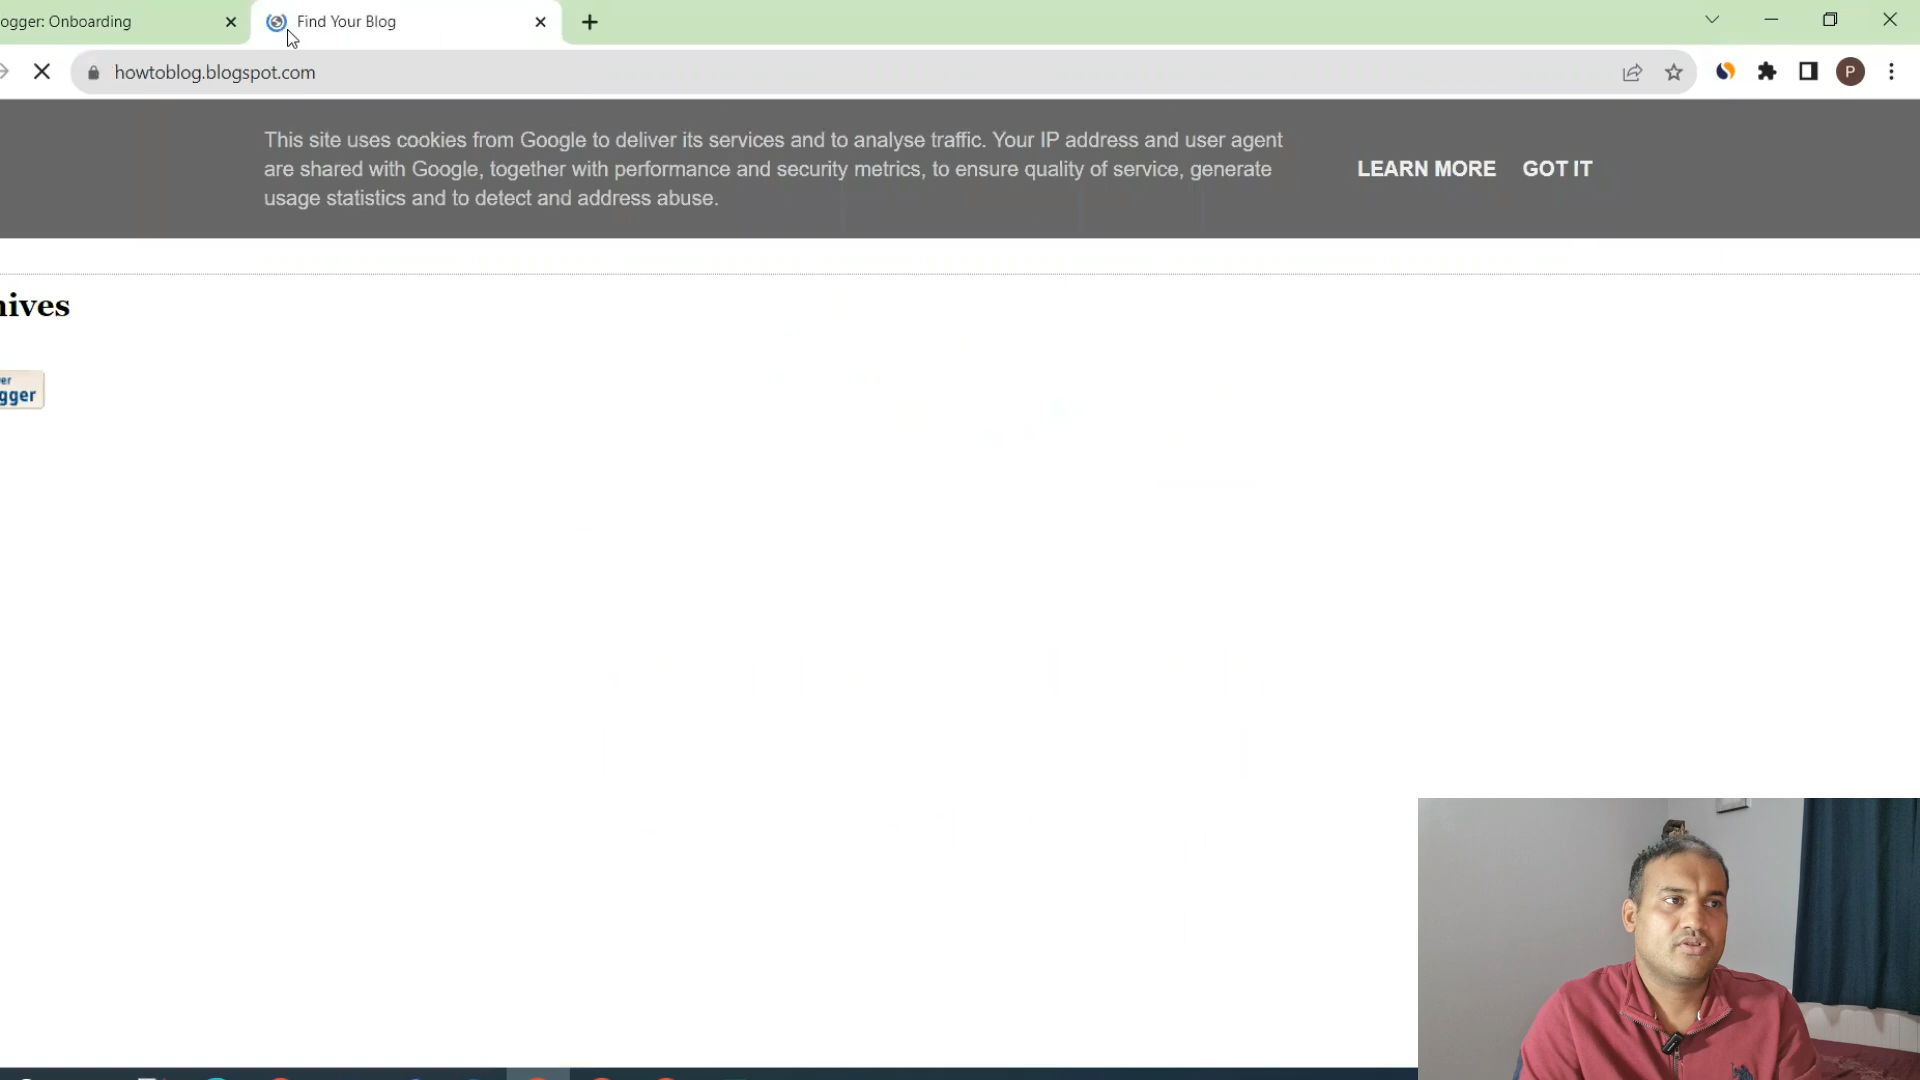 ogger: Onboarding
Find Your Blog
howtoblog.blogspot.com
P
This site uses cookies from Google to deliver its services and to analyse traffic. Your IP address and user agent
are shared with Google, together with performance and security metrics, to ensure quality of service, generate
usage statistics and to detect and address abuse.
LEARN MORE
GOT IT
hives
er
gger